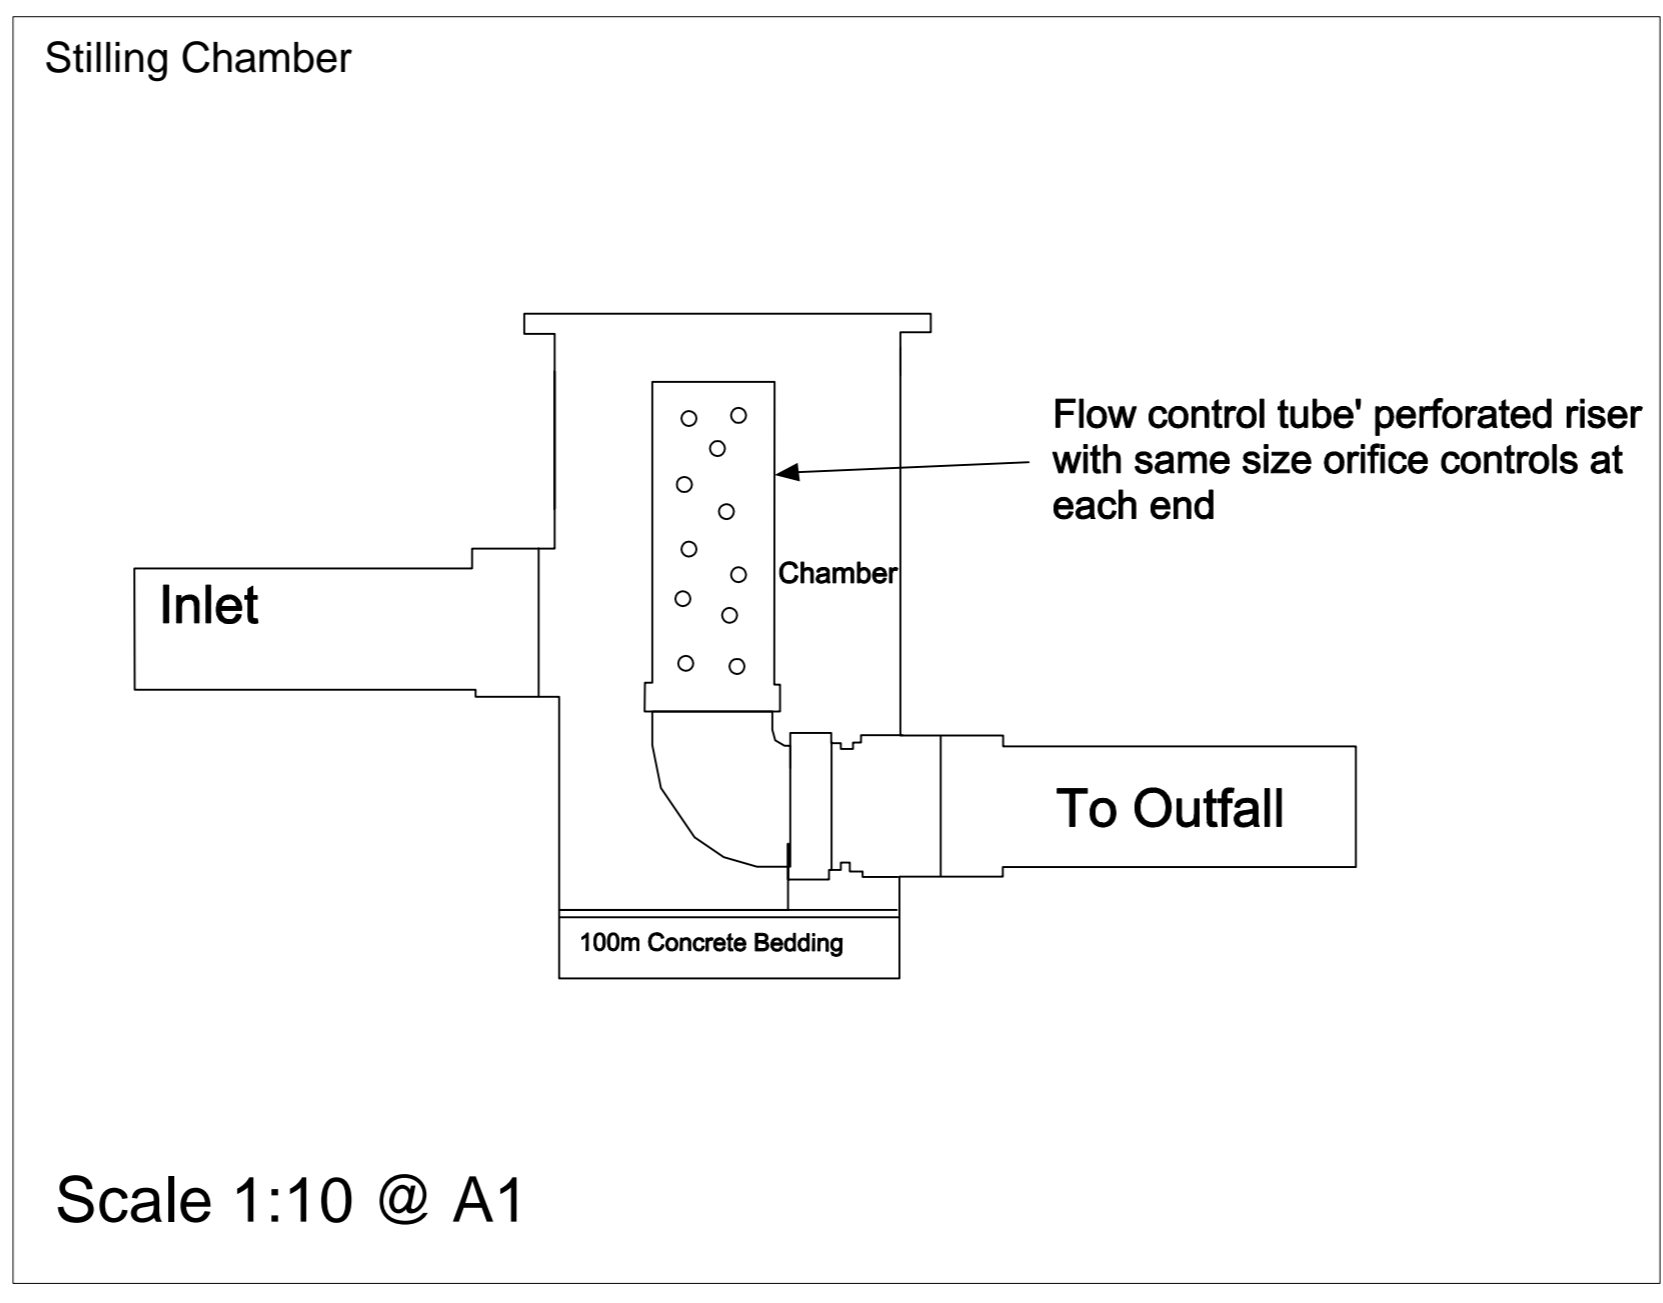 Stilling Chamber
Flow control tube' perforated riser
with same size orifice controls at
each end
Chamber
Inlet
To Outfall
100m Concrete Bedding
Scale 1:10 @ A1